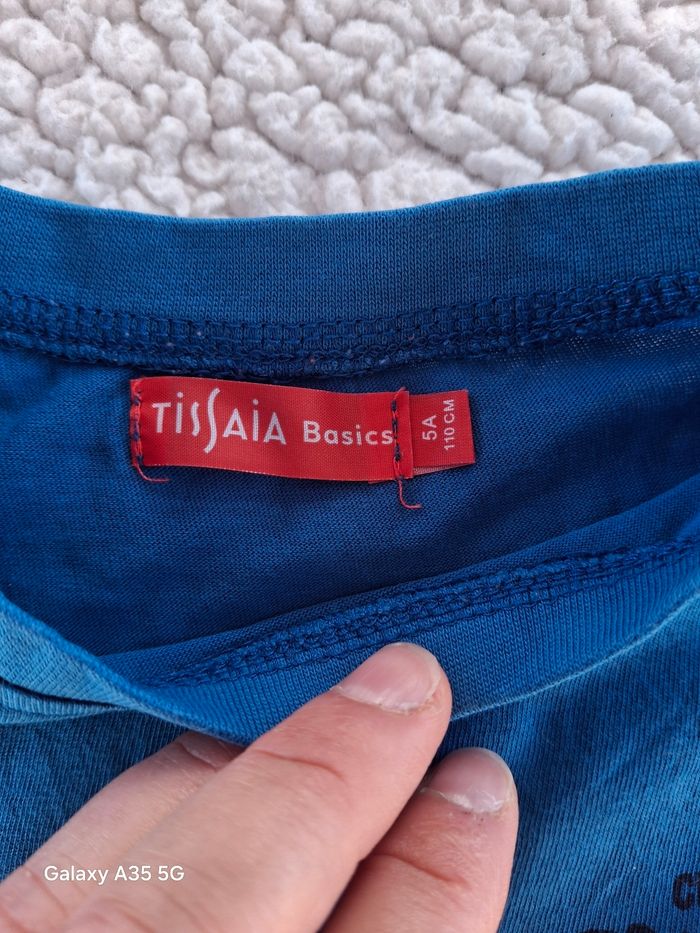 TISSAIA Basics
5A
110 CM
Galaxy A35 5G